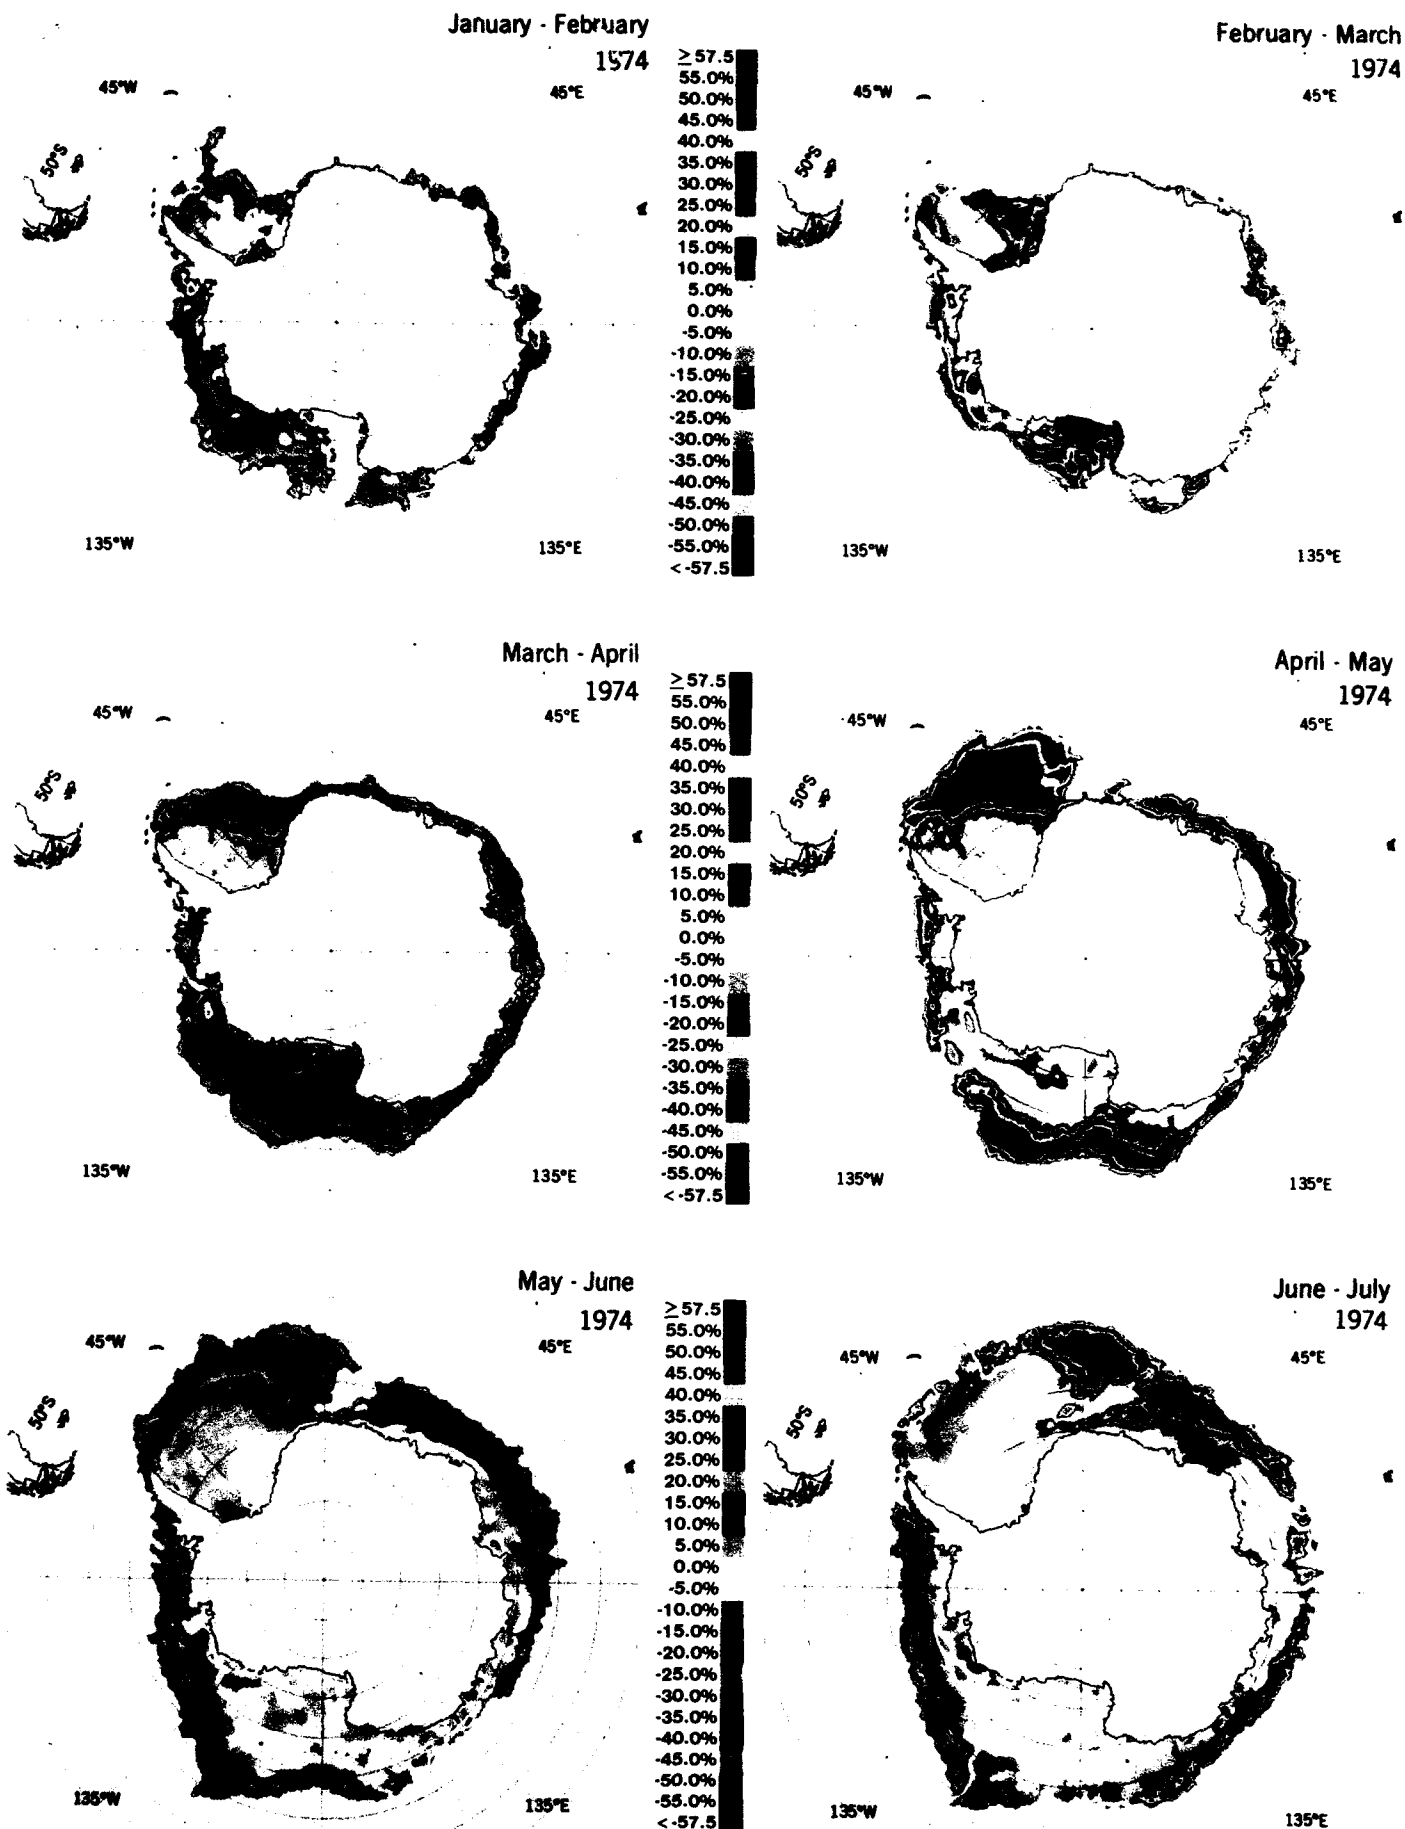 January - February
1574
45°W
45°E
50°S
135°W
135°E
≥ 57.5
55.0%
50.0%
45.0%
40.0%
35.0%
30.0%
25.0%
20.0%
15.0%
10.0%
5.0%
0.0%
-5.0%
-10.0%
-15.0%
-20.0%
-25.0%
-30.0%
-35.0%
-40.0%
-45.0%
-50.0%
-55.0%
< -57.5
February - March
1974
45°W
45°E
50°S
135°W
135°E
March - April
1974
45°W
45°E
50°S
135°W
135°E
≥ 57.5
55.0%
50.0%
45.0%
40.0%
35.0%
30.0%
25.0%
20.0%
15.0%
10.0%
5.0%
0.0%
-5.0%
-10.0%
-15.0%
-20.0%
-25.0%
-30.0%
-35.0%
-40.0%
-45.0%
-50.0%
-55.0%
< -57.5
April - May
1974
45°W
45°E
50°S
135°W
135°E
May - June
1974
45°W
45°E
50°S
135°W
135°E
≥ 57.5
55.0%
50.0%
45.0%
40.0%
35.0%
30.0%
25.0%
20.0%
15.0%
10.0%
5.0%
0.0%
-5.0%
-10.0%
-15.0%
-20.0%
-25.0%
-30.0%
-35.0%
-40.0%
-45.0%
-50.0%
-55.0%
< -57.5
June - July
1974
45°W
45°E
50°S
135°W
135°E